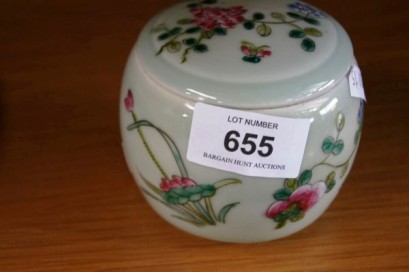 LOT NUMBER
655
BARGAIN HUNT AUCTIONS